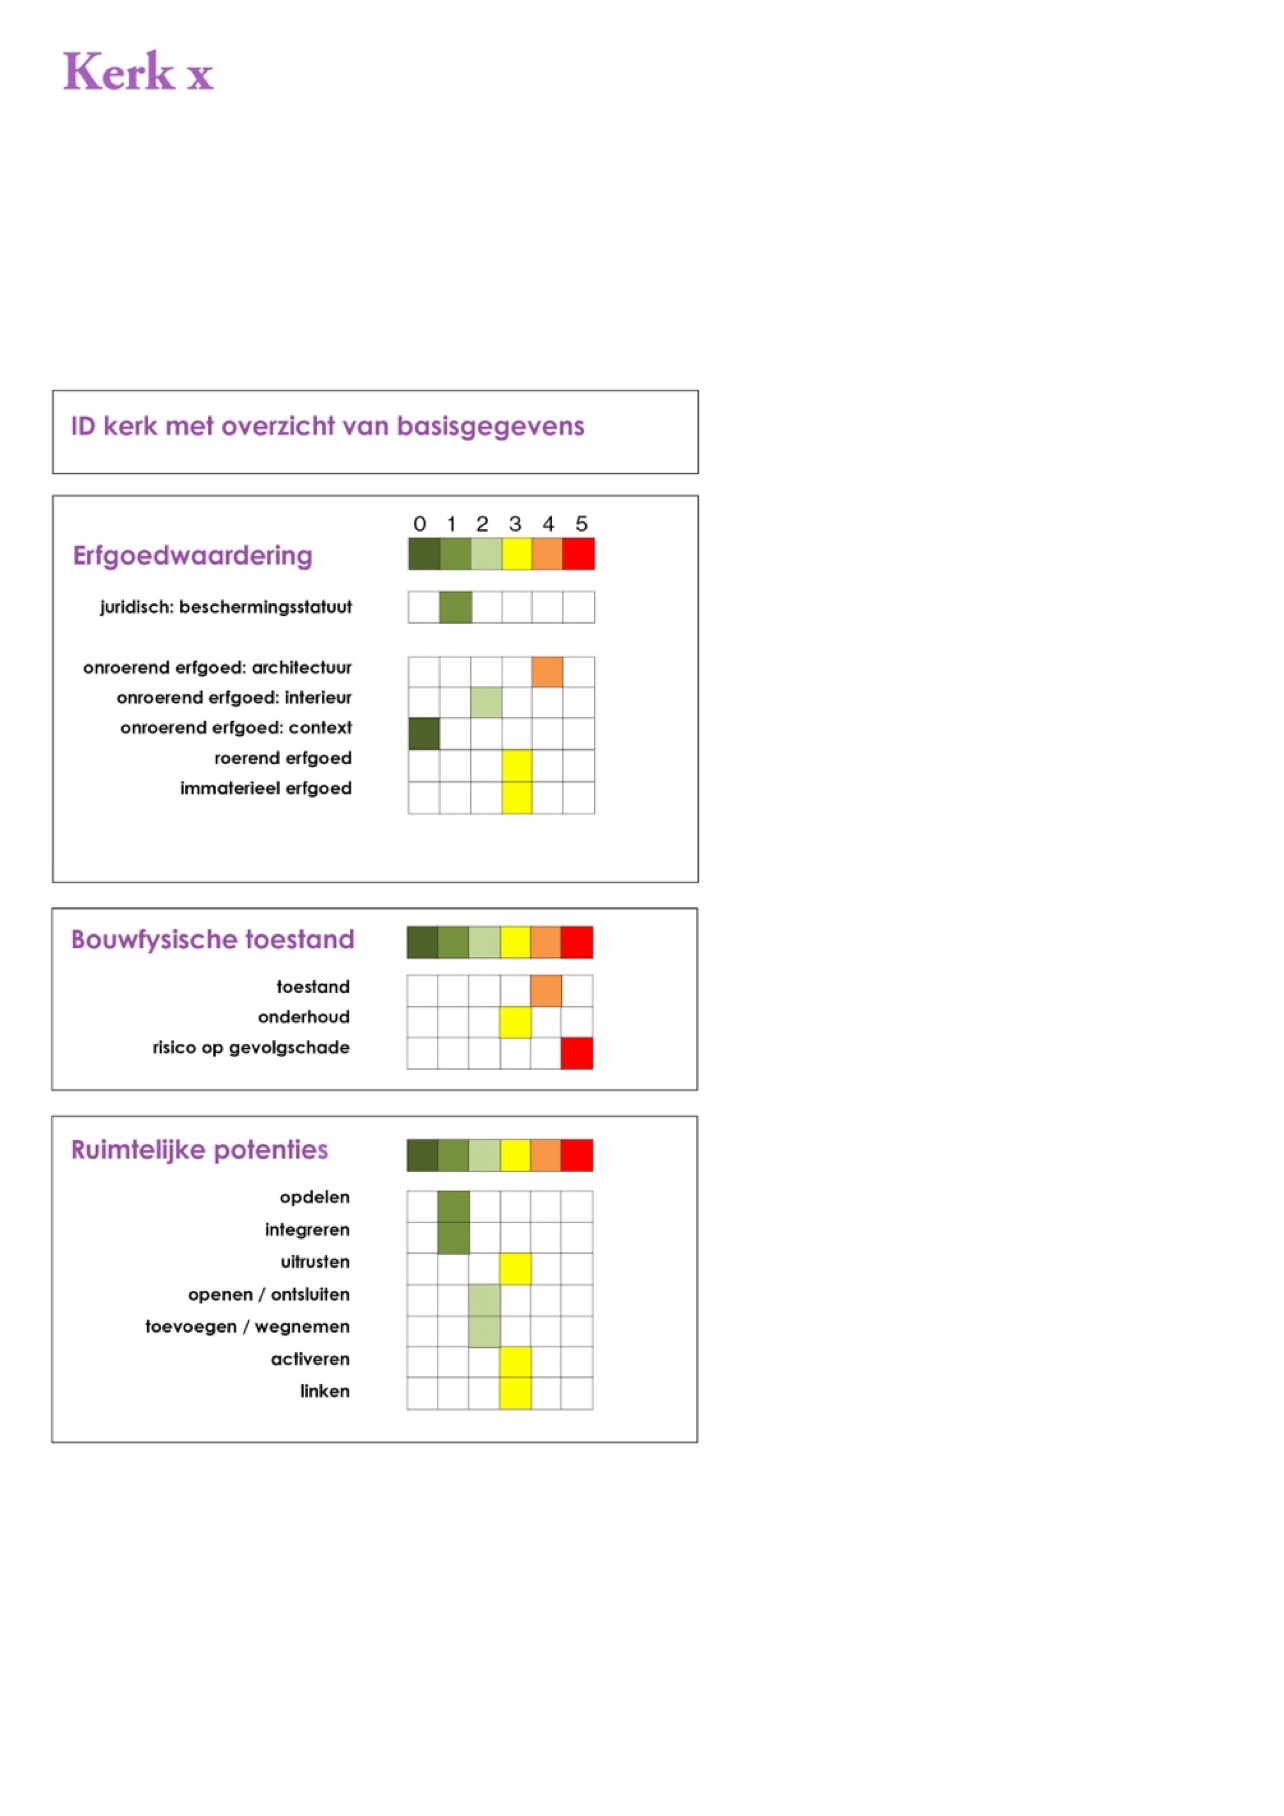 Kerk x
ID kerk met overzicht van basisgegevens
0 1 2 3 4 5
Erfgoedwaardering
juridisch: beschermingsstatuut
onroerend erfgoed: architectuur
onroerend erfgoed: interieur
onroerend erfgoed: context
roerend erfgoed
immaterieel erfgoed
Bouwfysische toestand
toestand
onderhoud
risico op gevolgschade
Ruimtelijke potenties
opdelen
integreren
uitrusten
openen / ontsluiten
toevoegen / wegnemen
activeren
linken